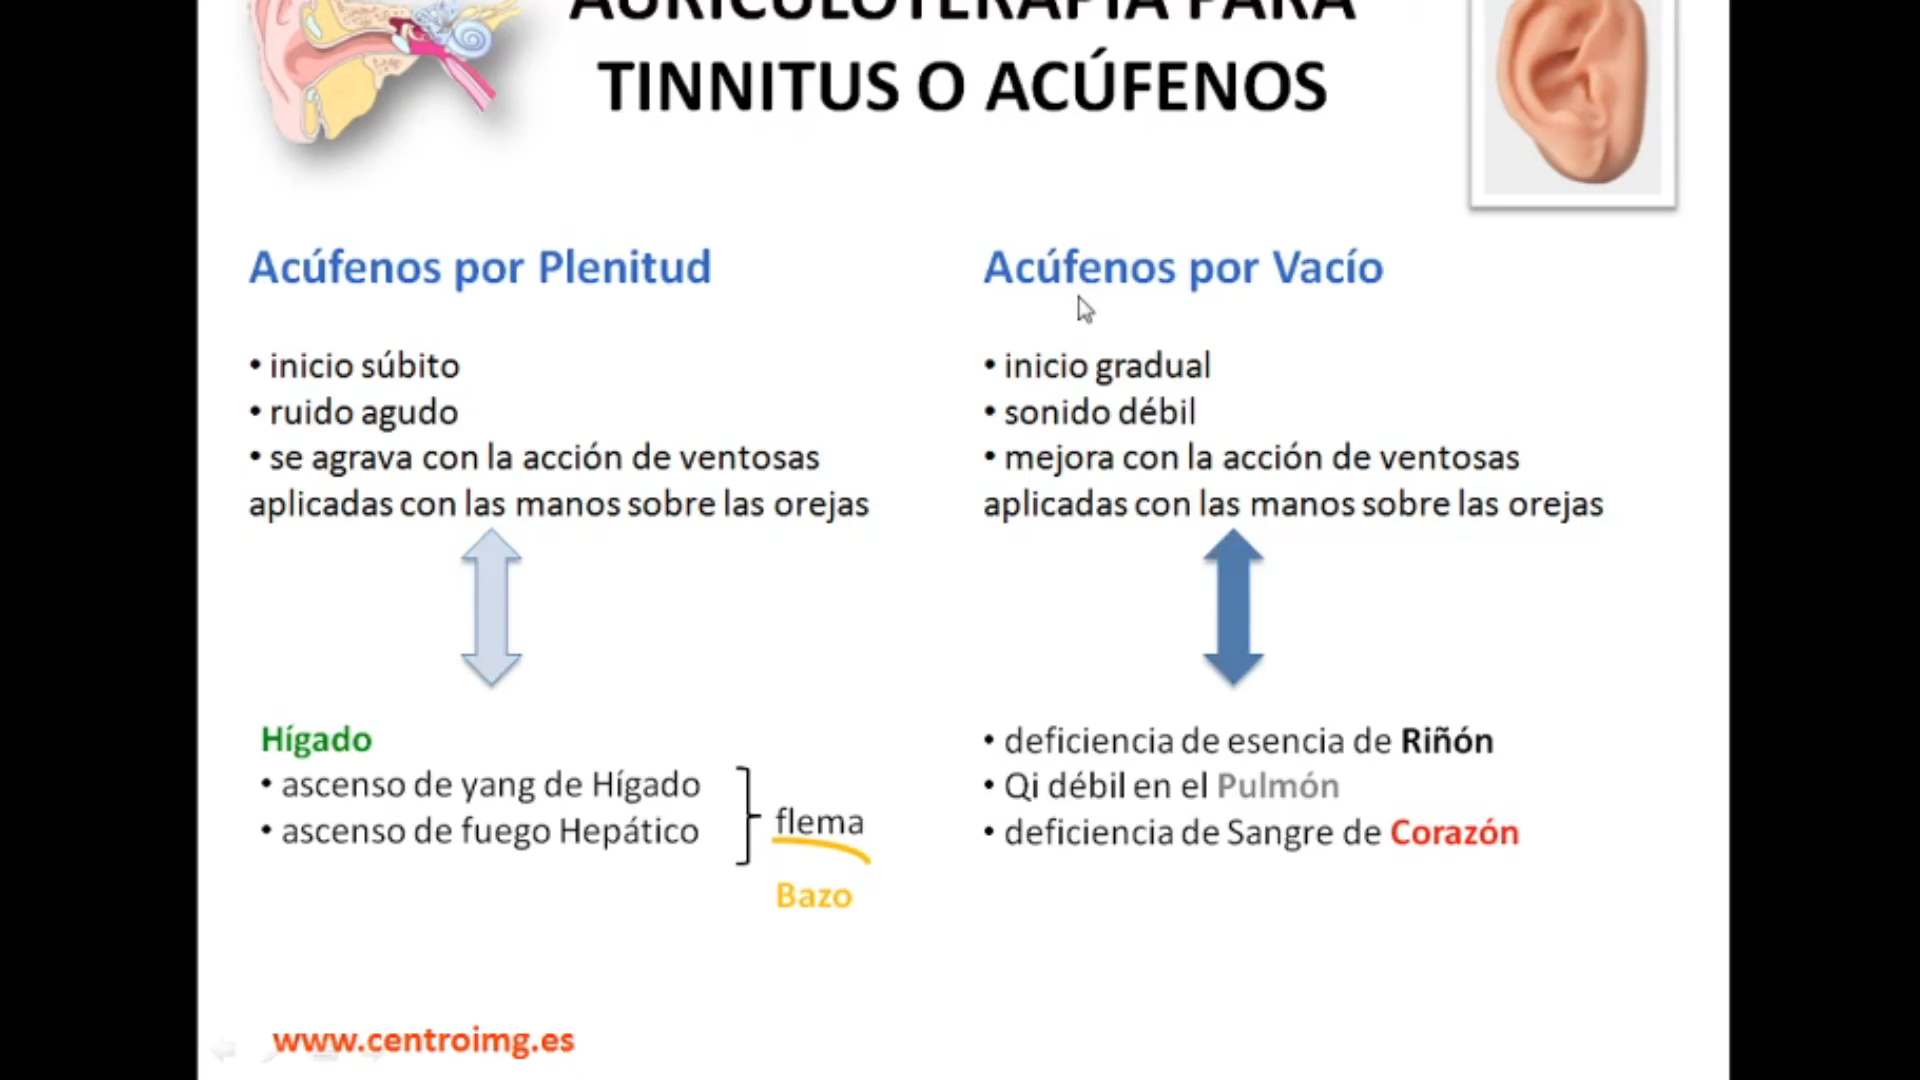 AURICULOTERAPIA PARA
TINNITUS O ACÚFENOS
Acúfenos por Plenitud
• inicio súbito
• ruido agudo
• se agrava con la acción de ventosas
aplicadas con las manos sobre las orejas
Hígado
• ascenso de yang de Hígado
• ascenso de fuego Hepático
flema
Bazo
Acúfenos por Vacío
• inicio gradual
• sonido débil
• mejora con la acción de ventosas
aplicadas con las manos sobre las orejas
• deficiencia de esencia de Riñón
• Qi débil en el Pulmón
• deficiencia de Sangre de Corazón
www.centroimg.es